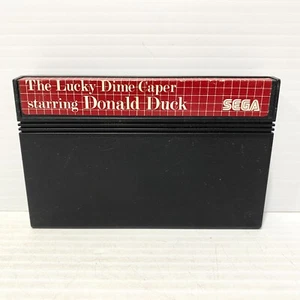 The Lucky Dime Caper
starring Donald Duck
SEGA